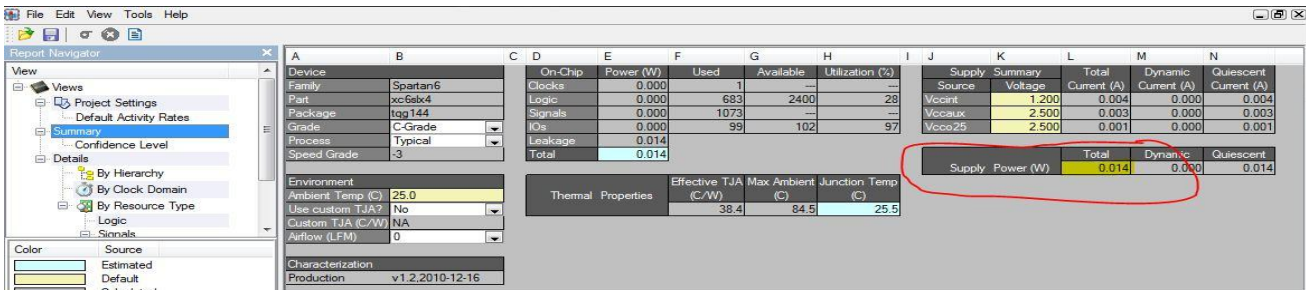 File Edit View Tools Help
Report Navigator
View
Views
Project Settings
Default Activity Rates
Summary
Confidence Level
Details
By Hierarchy
By Clock Domain
By Resource Type
Logic
Signals
Color Source
Estimated
Default
A B C D E F G H I J K L M N
Device
Family Spartan6
Part xc6slx4
Package tqg144
Grade C-Grade
Process Typical
Speed Grade -3
Environment
Ambient Temp (C) 25.0
Use custom TJA? No
Custom TJA (C/W) NA
Airflow (LFM) 0
Characterization
Production v1.2,2010-12-16
On-Chip Power (W) Used Available Utilization (%)
Clocks 0.000 1 --- ---
Logic 0.000 683 2400 28
Signals 0.000 1073 --- ---
IOs 0.000 99 102 97
Leakage 0.014
Total 0.014
Effective TJA Max Ambient Junction Temp
Thermal Properties (C/W) (C) (C)
38.4 84.5 25.5
Supply Summary Total Dynamic Quiescent
Source Voltage Current (A) Current (A) Current (A)
Vccint 1.200 0.004 0.000 0.004
Vccaux 2.500 0.003 0.000 0.003
Vcco25 2.500 0.001 0.000 0.001
Total Dynamic Quiescent
Supply Power (W) 0.014 0.000 0.014